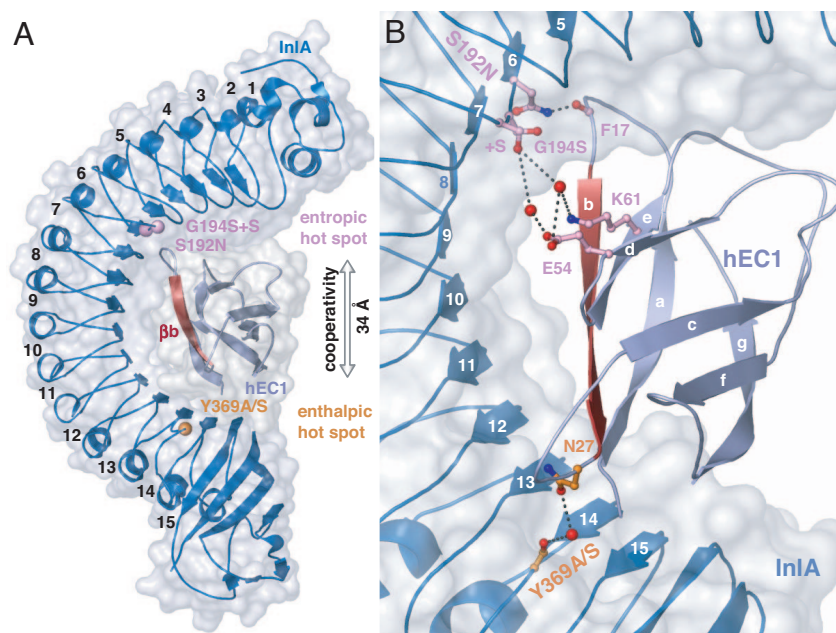 A
InlA
1
2
3
4
5
6
7
8
9
10
11
12
13
14
15
G194S+S
S192N
entropic
hot spot
cooperativity
34 Å
βb
hEC1
Y369A/S
enthalpic
hot spot
B
5
6
7
8
9
10
11
12
13
14
15
S192N
+S
G194S
F17
K61
E54
b
e
d
a
c
g
f
hEC1
N27
Y369A/S
InlA